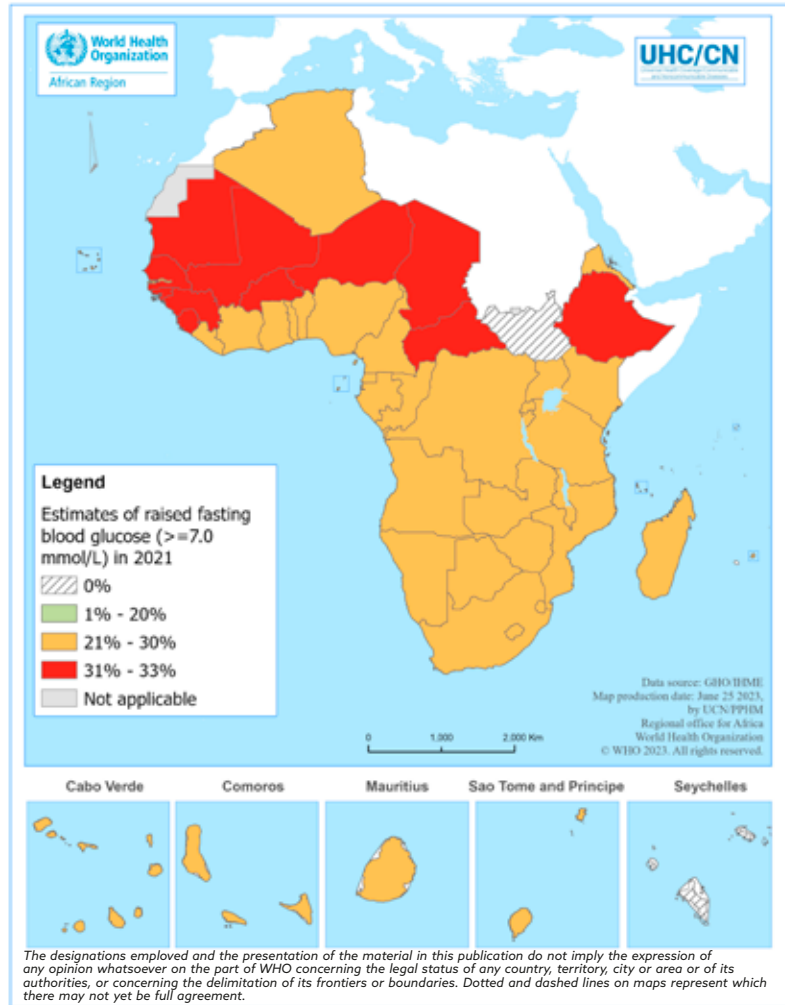 World Health
Organization
African Region
UHC/CN
Legend
Estimates of raised fasting
blood glucose (>=7.0
mmol/L) in 2021
0%
1% - 20%
21% - 30%
31% - 33%
Not applicable
Data source: GHO/IHME
Map production date: June 25 2023,
by UCN/PPHM
Regional office for Africa
World Health Organization
© WHO 2023. All rights reserved.
0 1,000 2,000 Km
Cabo Verde Comoros Mauritius Sao Tome and Principe Seychelles
The designations employed and the presentation of the material in this publication do not imply the expression of
any opinion whatsoever on the part of WHO concerning the legal status of any country, territory, city or area or of its
authorities, or concerning the delimitation of its frontiers or boundaries. Dotted and dashed lines on maps represent which
there may not yet be full agreement.